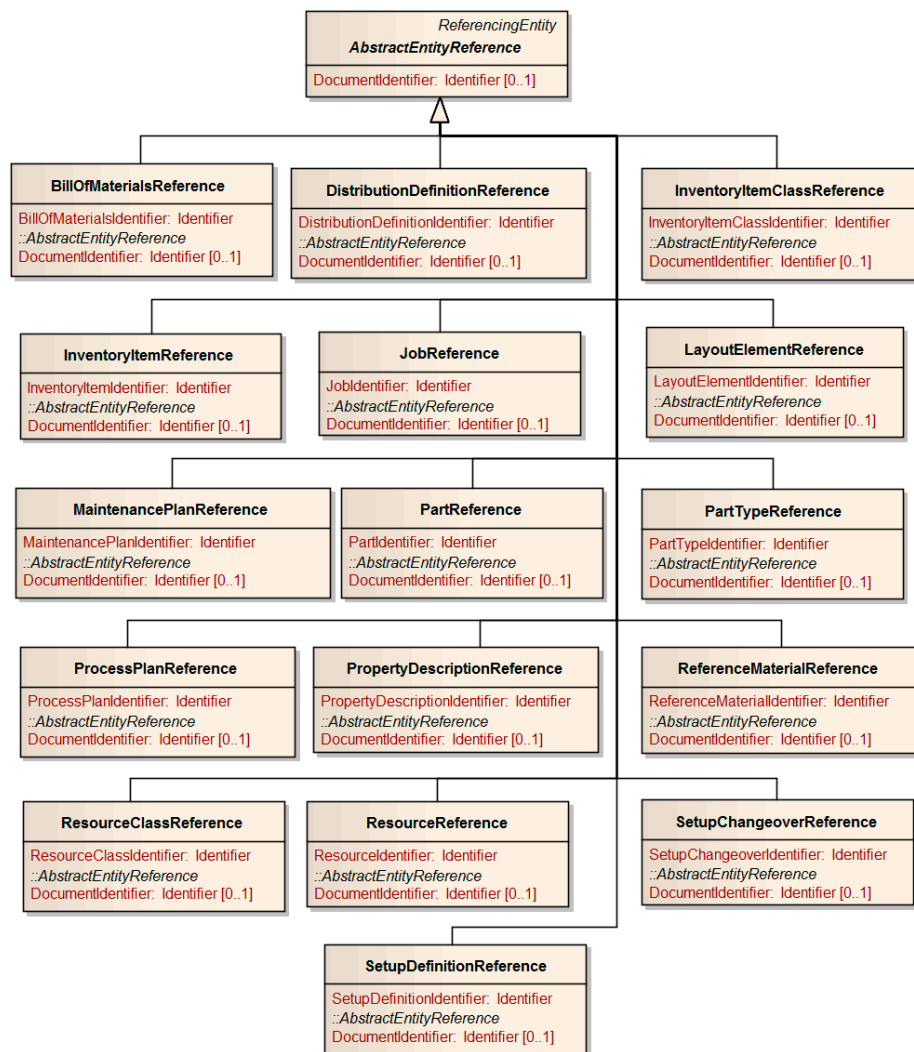 ReferencingEntity
AbstractEntityReference
DocumentIdentifier: Identifier [0..1]
BillOfMaterialsReference
BillOfMaterialsIdentifier: Identifier
::AbstractEntityReference
DocumentIdentifier: Identifier [0..1]
DistributionDefinitionReference
DistributionDefinitionIdentifier: Identifier
::AbstractEntityReference
DocumentIdentifier: Identifier [0..1]
InventoryItemClassReference
InventoryItemClassIdentifier: Identifier
::AbstractEntityReference
DocumentIdentifier: Identifier [0..1]
InventoryItemReference
InventoryItemIdentifier: Identifier
::AbstractEntityReference
DocumentIdentifier: Identifier [0..1]
JobReference
JobIdentifier: Identifier
::AbstractEntityReference
DocumentIdentifier: Identifier [0..1]
LayoutElementReference
LayoutElementIdentifier: Identifier
::AbstractEntityReference
DocumentIdentifier: Identifier [0..1]
MaintenancePlanReference
MaintenancePlanIdentifier: Identifier
::AbstractEntityReference
DocumentIdentifier: Identifier [0..1]
PartReference
PartIdentifier: Identifier
::AbstractEntityReference
DocumentIdentifier: Identifier [0..1]
PartTypeReference
PartTypeIdentifier: Identifier
::AbstractEntityReference
DocumentIdentifier: Identifier [0..1]
ProcessPlanReference
ProcessPlanIdentifier: Identifier
::AbstractEntityReference
DocumentIdentifier: Identifier [0..1]
PropertyDescriptionReference
PropertyDescriptionIdentifier: Identifier
::AbstractEntityReference
DocumentIdentifier: Identifier [0..1]
ReferenceMaterialReference
ReferenceMaterialIdentifier: Identifier
::AbstractEntityReference
DocumentIdentifier: Identifier [0..1]
ResourceClassReference
ResourceClassIdentifier: Identifier
::AbstractEntityReference
DocumentIdentifier: Identifier [0..1]
ResourceReference
ResourceIdentifier: Identifier
::AbstractEntityReference
DocumentIdentifier: Identifier [0..1]
SetupChangeoverReference
SetupChangeoverIdentifier: Identifier
::AbstractEntityReference
DocumentIdentifier: Identifier [0..1]
SetupDefinitionReference
SetupDefinitionIdentifier: Identifier
::AbstractEntityReference
DocumentIdentifier: Identifier [0..1]